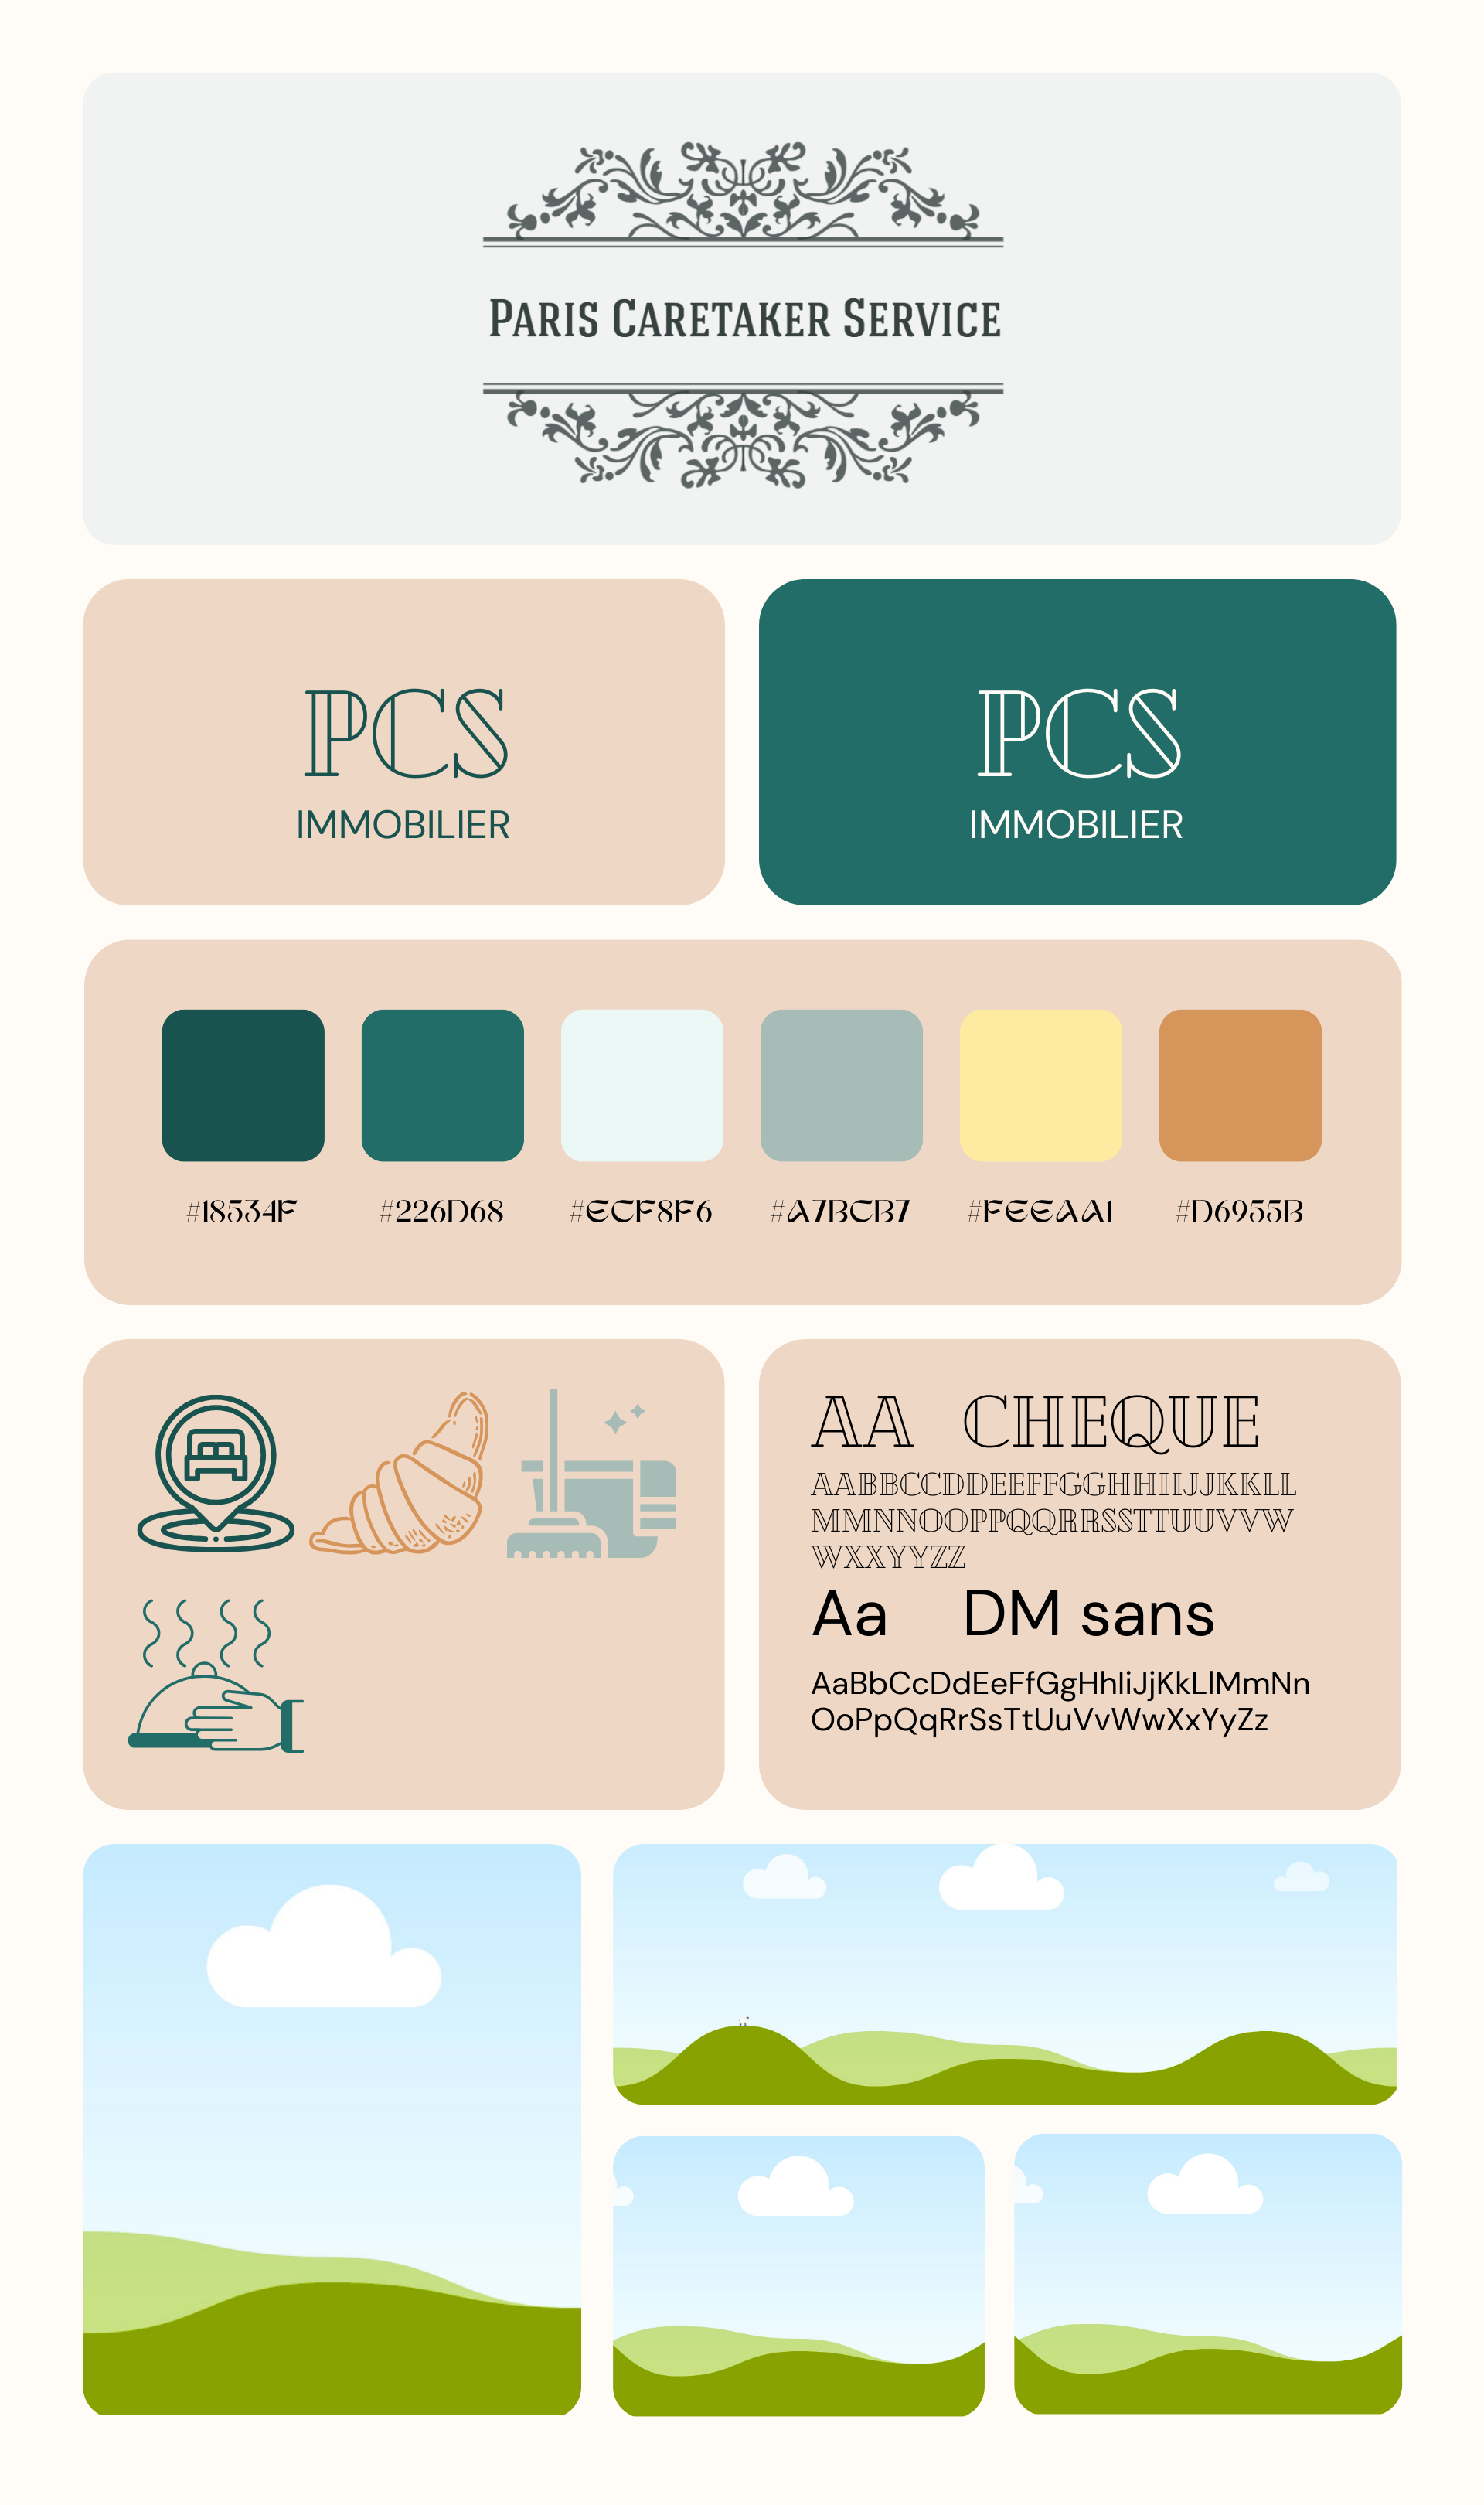 Paris Caretaker Service
PCS
IMMOBILIER
PCS
IMMOBILIER
#18534F
#226D68
#ECF8F6
#A7BCB7
#FEEAA1
#D6955B
AA CHEQUE
AABBCCDDEEFFGGHHIIJJKKLL
MMNNOOPPQQRRSSTTUUVVW
WXXYYZZ
Aa DM sans
AaBbCcDdEeFfGgHhIiJjKkLlMmNn
OoPpQqRrSsTtUuVvWwXxYyZz